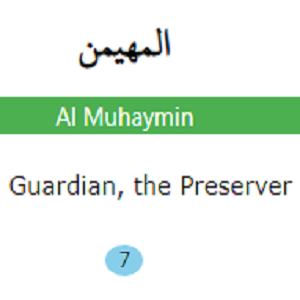 المهيمن
Al Muhaymin
Guardian, the Preserver
7